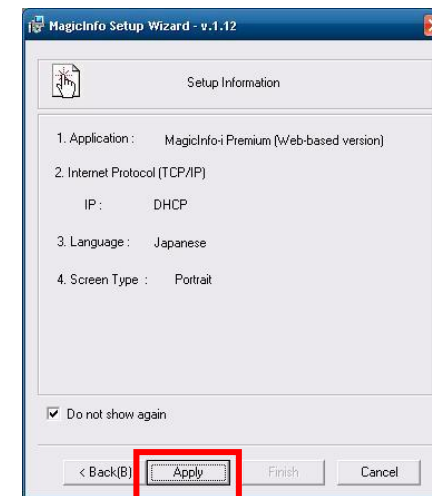 MagicInfo Setup Wizard - v.1.12
Setup Information
1. Application : MagicInfo-i Premium (Web-based version)
2. Internet Protocol (TCP/IP)
IP : DHCP
3. Language : Japanese
4. Screen Type : Portrait
Do not show again
< Back(B) Apply Finish Cancel